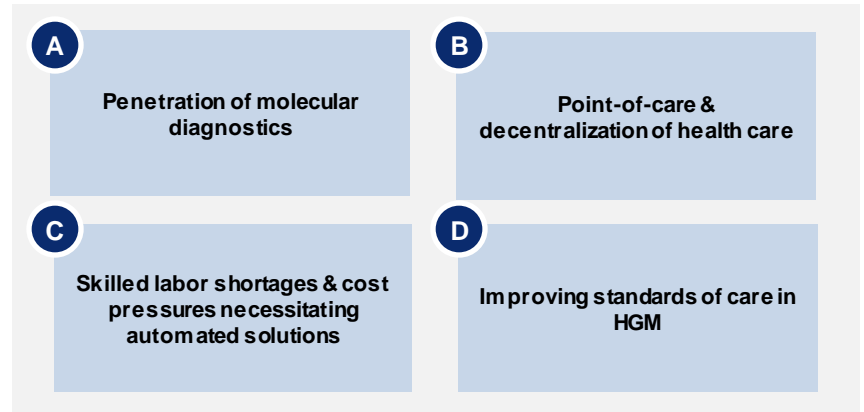 A
Penetration of molecular
diagnostics
B
Point-of-care &
decentralization of health care
C
Skilled labor shortages & cost
pressures necessitating
automated solutions
D
Improving standards of care in
HGM